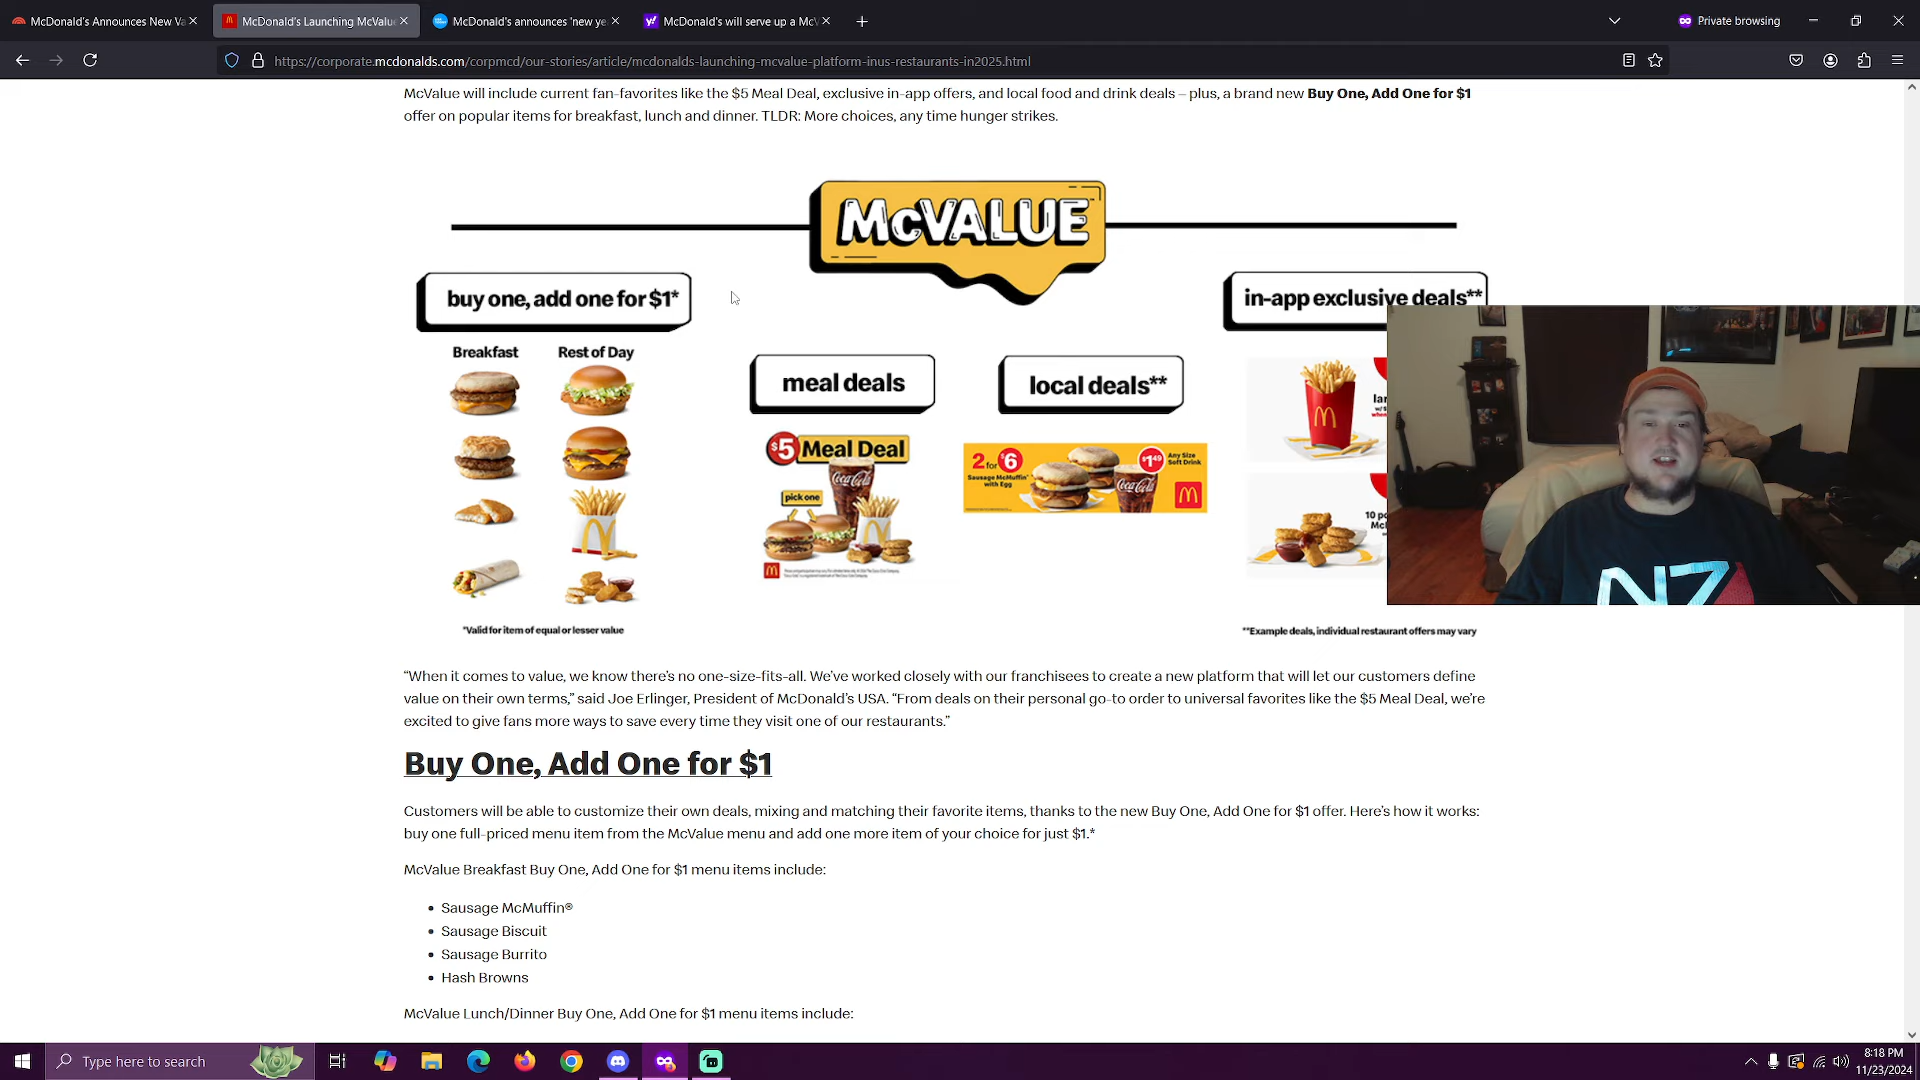 McDonald's Announces New Va
McDonald's Launching McValue
McDonald's announces 'new ye
McDonald's will serve up a McV
Private browsing
https://corporate.mcdonalds.com/corpmcd/our-stories/article/mcdonalds-launching-mcvalue-platform-inus-restaurants-in2025.html
McValue will include current fan-favorites like the $5 Meal Deal, exclusive in-app offers, and local food and drink deals – plus, a brand new Buy One, Add One for $1
offer on popular items for breakfast, lunch and dinner. TLDR: More choices, any time hunger strikes.
McVALUE
buy one, add one for $1*
in-app exclusive deals**
Breakfast Rest of Day
meal deals
local deals**
$5 Meal Deal
pick one
Coca-Cola
2 for $6
Sausage McMuffin
with Egg
$1.49 Any Size
Soft Drink
Coca-Cola
lar
10 pc
McN
*Valid for item of equal or lesser value
**Example deals, individual restaurant offers may vary
N7
“When it comes to value, we know there’s no one-size-fits-all. We’ve worked closely with our franchisees to create a new platform that will let our customers define
value on their own terms,” said Joe Erlinger, President of McDonald’s USA. “From deals on their personal go-to order to universal favorites like the $5 Meal Deal, we’re
excited to give fans more ways to save every time they visit one of our restaurants.”
Buy One, Add One for $1
Customers will be able to customize their own deals, mixing and matching their favorite items, thanks to the new Buy One, Add One for $1 offer. Here’s how it works:
buy one full-priced menu item from the McValue menu and add one more item of your choice for just $1.*
McValue Breakfast Buy One, Add One for $1 menu items include:
• Sausage McMuffin®
• Sausage Biscuit
• Sausage Burrito
• Hash Browns
McValue Lunch/Dinner Buy One, Add One for $1 menu items include:
Type here to search
8:18 PM
11/23/2024